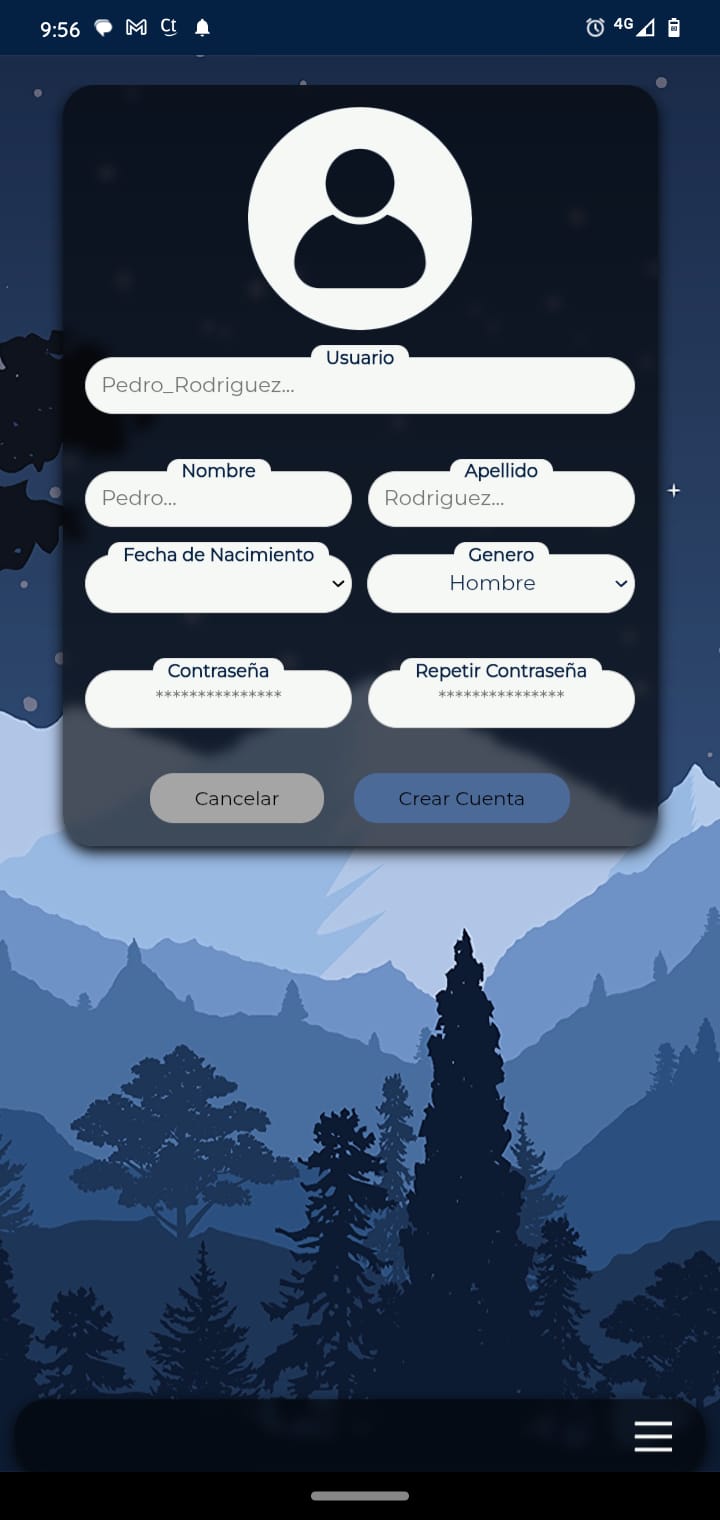 9:56
Ct
4G
Usuario
Pedro_Rodriguez...
Nombre Apellido
Pedro... Rodriguez...
Fecha de Nacimiento Genero
Hombre
Contraseña Repetir Contraseña
*************** ***************
Cancelar Crear Cuenta